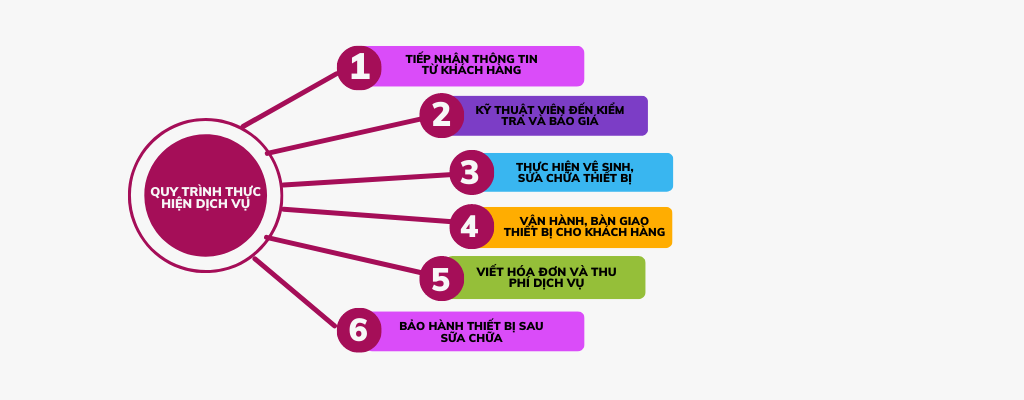 QUY TRÌNH THỰC
HIỆN DỊCH VỤ
1
TIẾP NHẬN THÔNG TIN
TỪ KHÁCH HÀNG
2
KỸ THUẬT VIÊN ĐẾN KIỂM
TRA VÀ BÁO GIÁ
3
THỰC HIỆN VỆ SINH,
SỬA CHỮA THIẾT BỊ
4
VẬN HÀNH, BÀN GIAO
THIẾT BỊ CHO KHÁCH HÀNG
5
VIẾT HÓA ĐƠN VÀ THU
PHÍ DỊCH VỤ
6
BẢO HÀNH THIẾT BỊ SAU
SỬA CHỮA